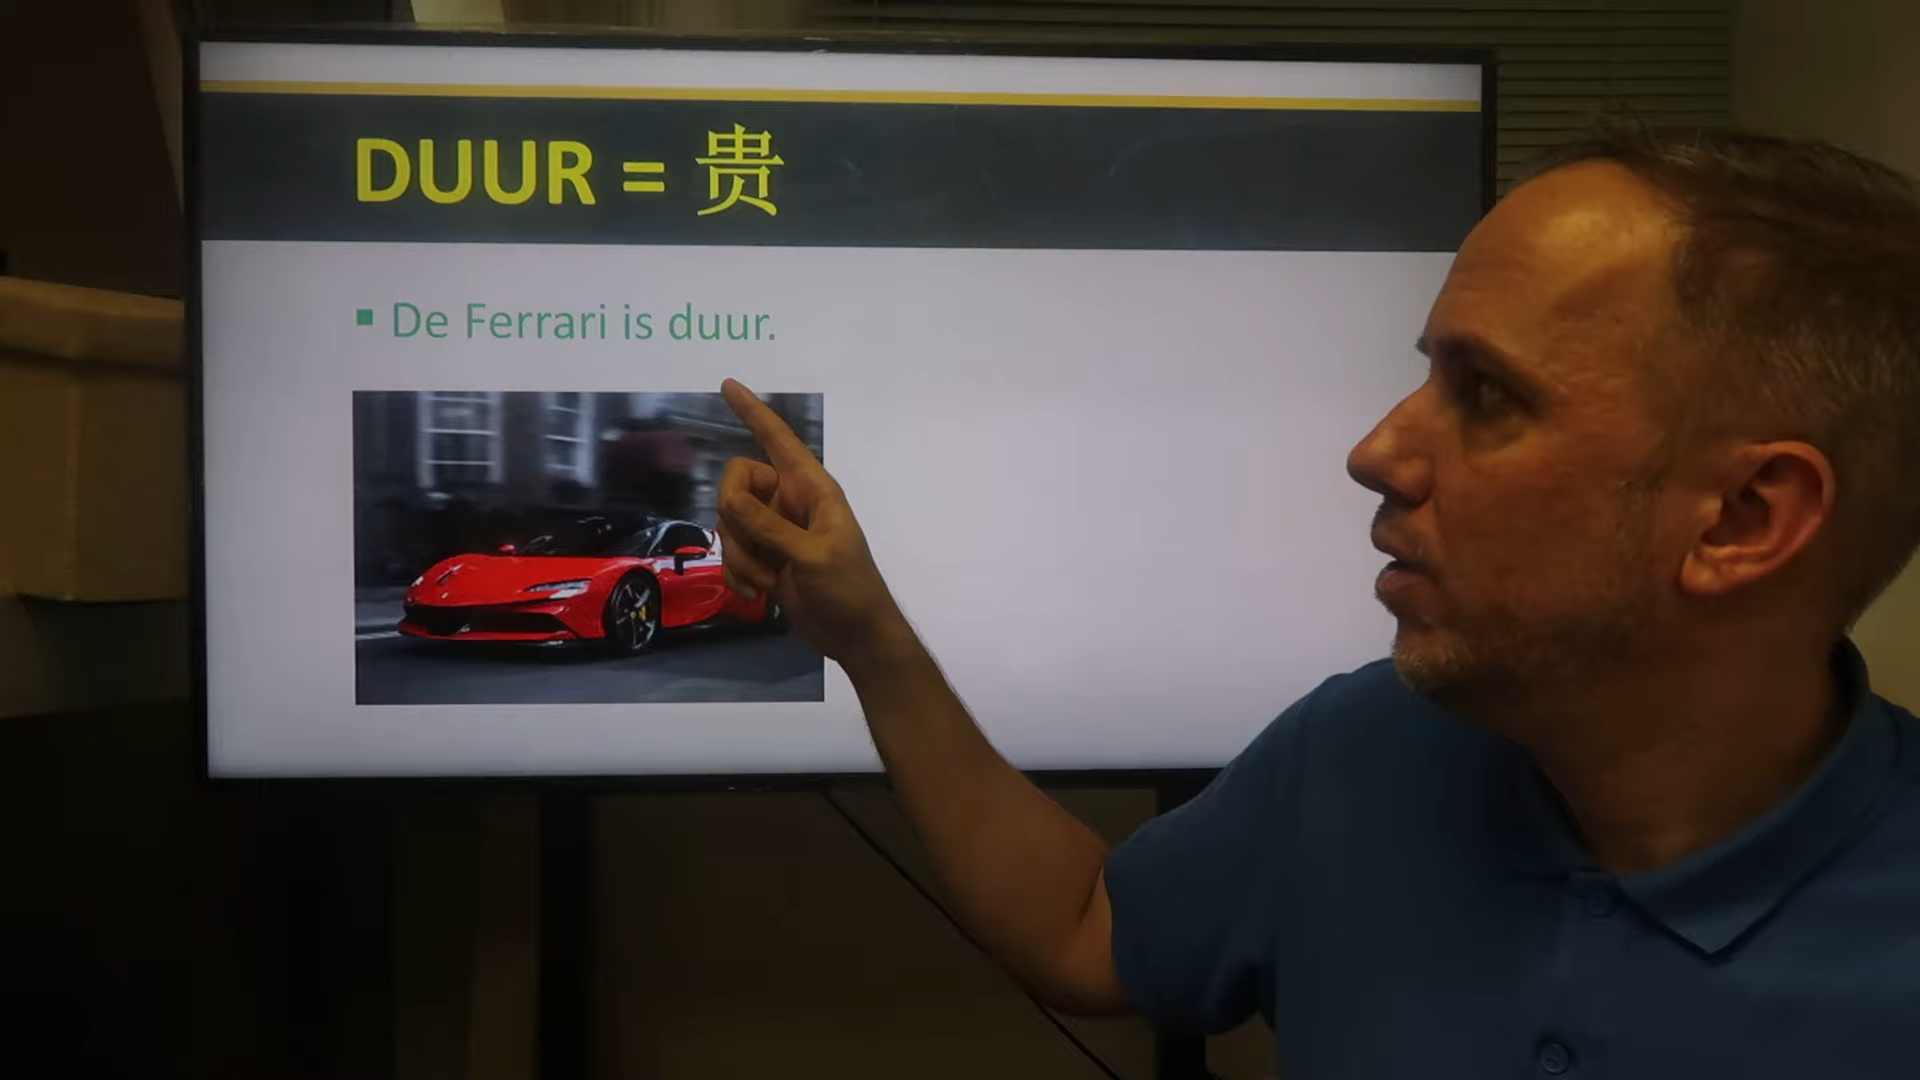 DUUR = 贵
De Ferrari is duur.